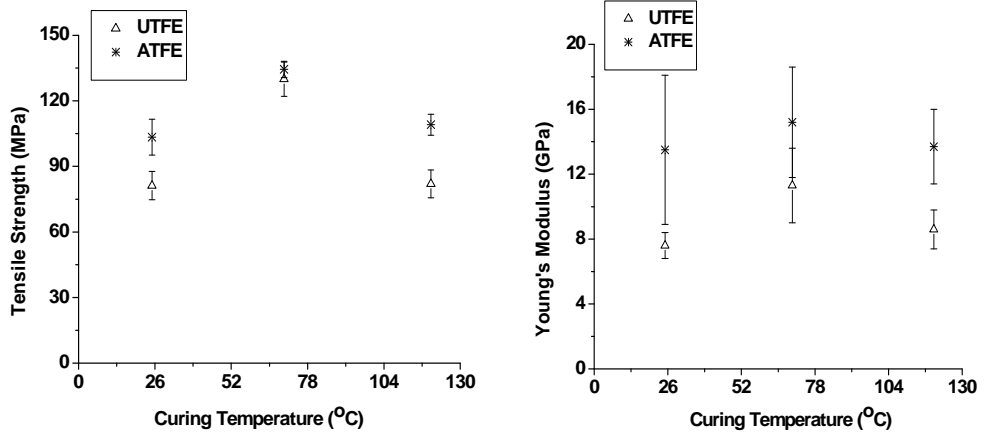 UTFE
ATFE
150
120
90
60
30
0
Tensile Strength (MPa)
0 26 52 78 104 130
Curing Temperature (°C)
UTFE
ATFE
20
16
12
8
4
0
Young's Modulus (GPa)
0 26 52 78 104 130
Curing Temperature (°C)